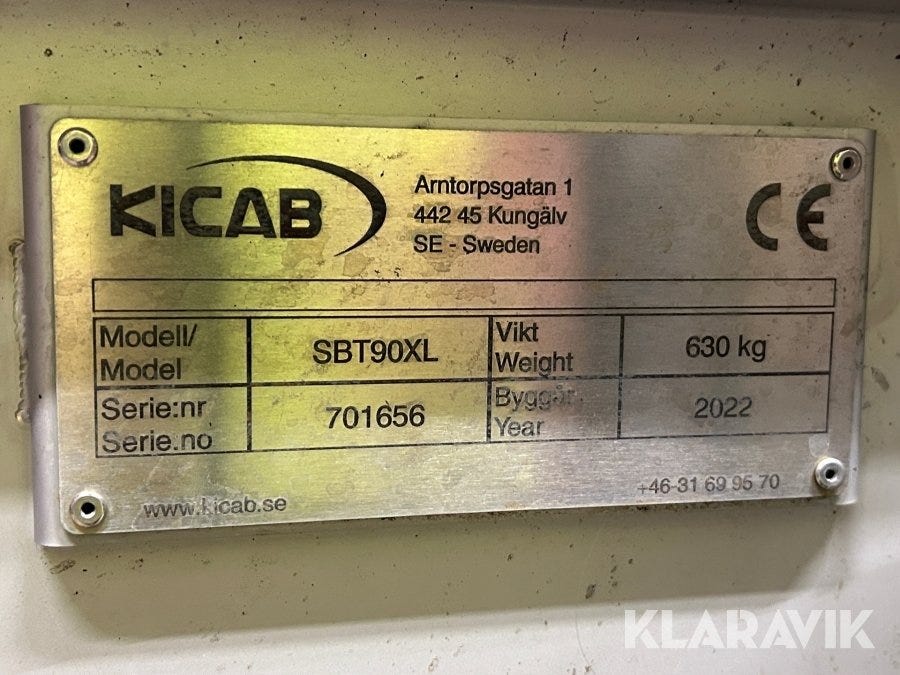 KICAB
Arntorpsgatan 1
442 45 Kungälv
SE - Sweden
CE
Modell/
Model
SBT90XL
Vikt
Weight
630 kg
Serie:nr
Serie.no
701656
Byggår
Year
2022
www.kicab.se
+46-31 69 95 70
KLARAVIK